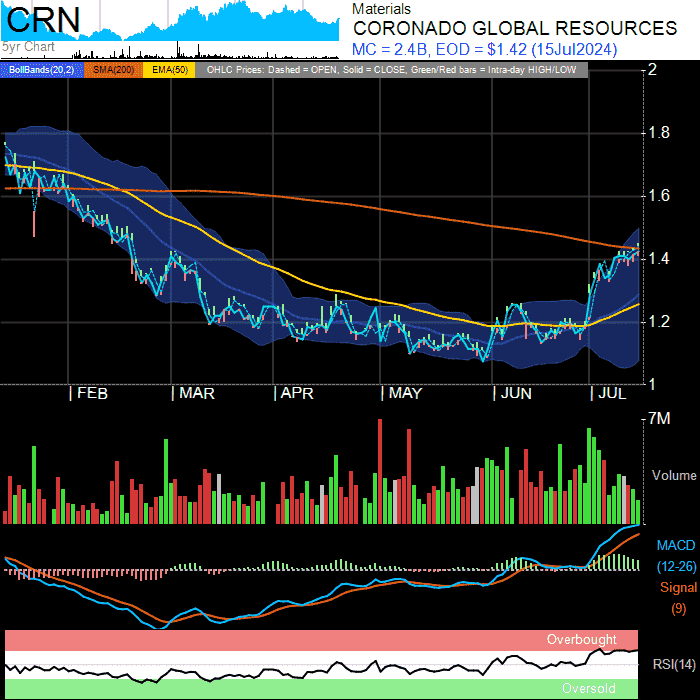 CRN
5yr Chart
Materials
CORONADO GLOBAL RESOURCES
MC = 2.4B, EOD = $1.42 (15Jul2024)
BollBands(20,2) SMA(200) EMA(50) OHLC Prices: Dashed = OPEN, Solid = CLOSE, Green/Red bars = Intra-day HIGH/LOW
2
1.8
1.6
1.4
1.2
1
FEB MAR APR MAY JUN JUL
7M
Volume
MACD
(12-26)
Signal
(9)
Overbought
RSI(14)
Oversold